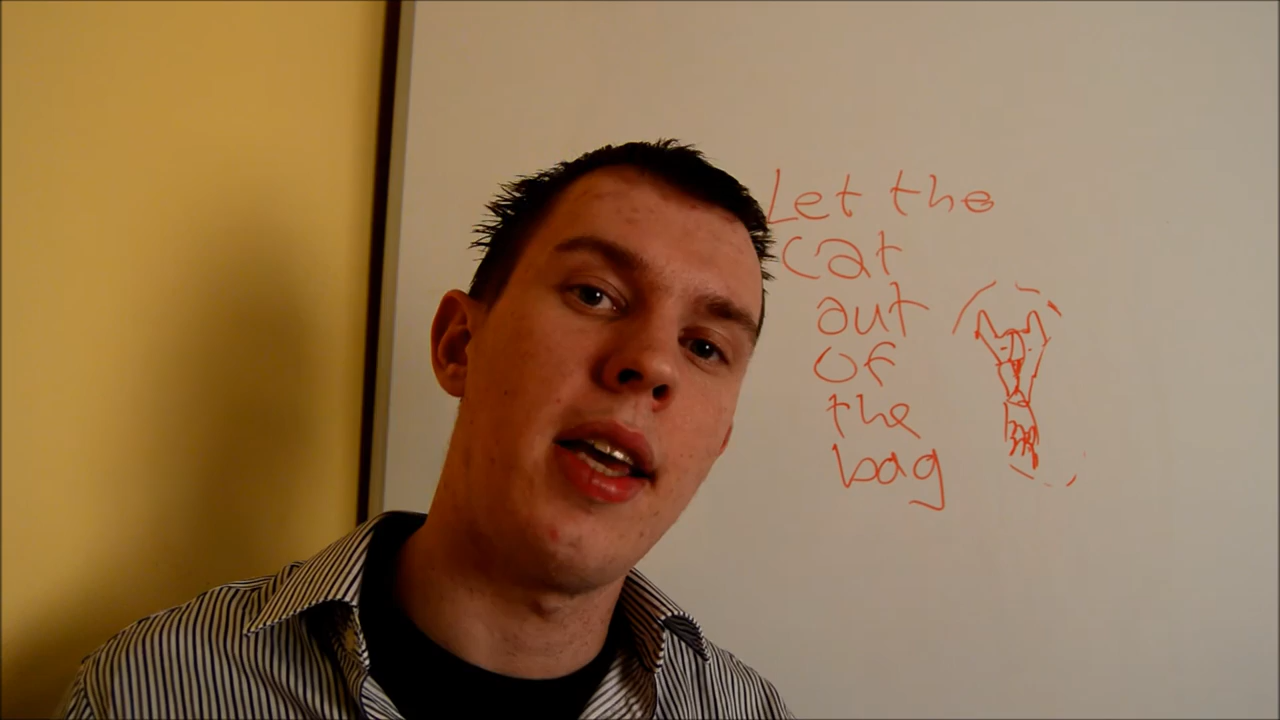 Let the
cat
out
of
the
bag